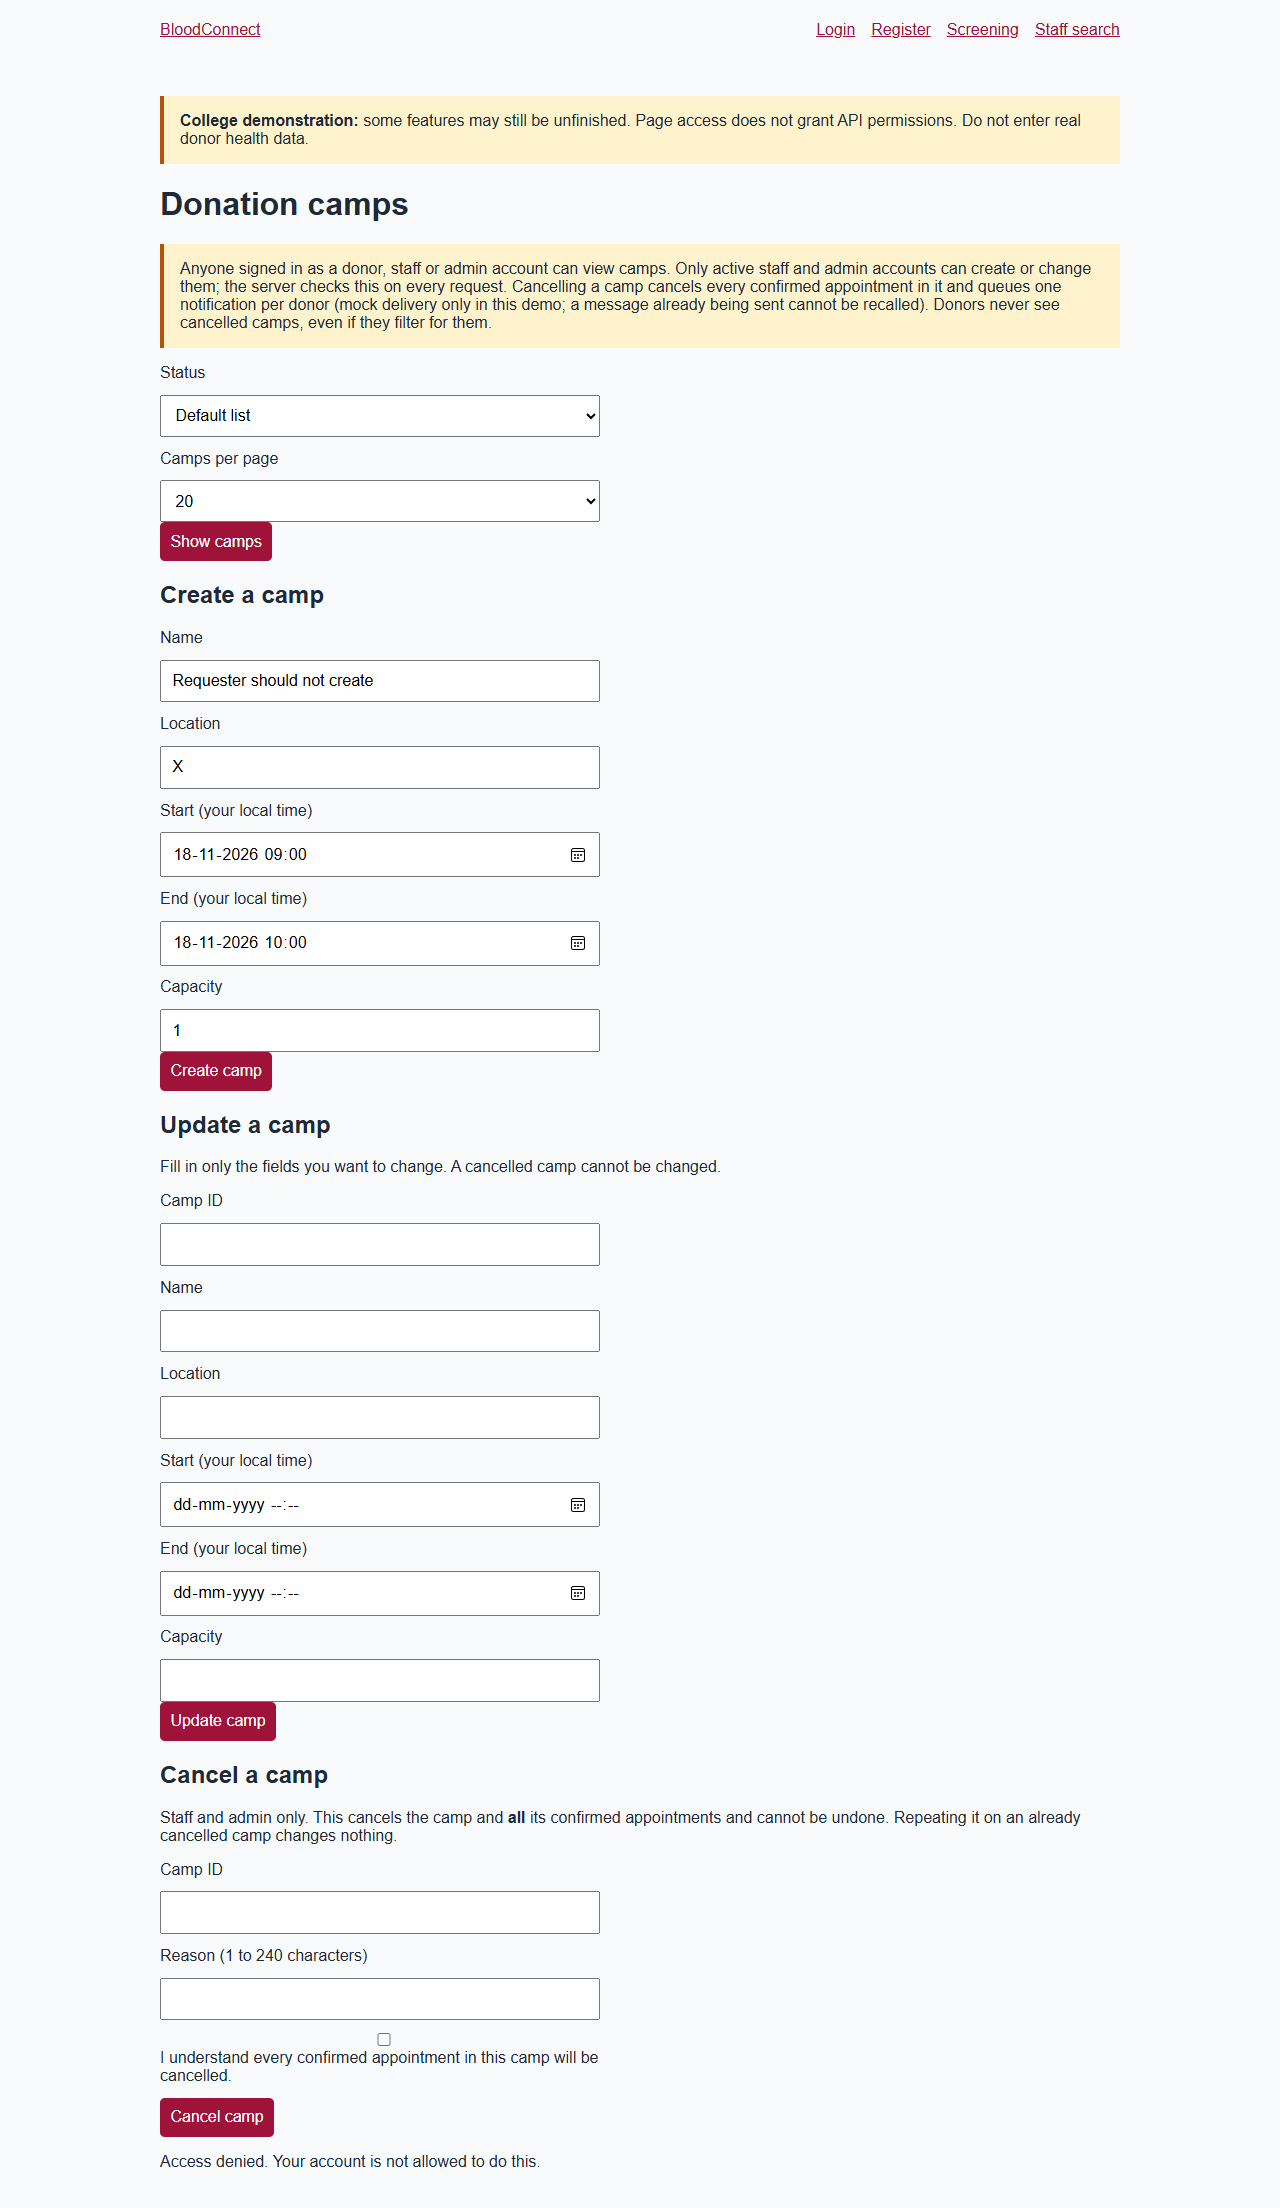 BloodConnect
Login Register Screening Staff search
College demonstration: some features may still be unfinished. Page access does not grant API permissions. Do not enter real
donor health data.
Donation camps
Anyone signed in as a donor, staff or admin account can view camps. Only active staff and admin accounts can create or change
them; the server checks this on every request. Cancelling a camp cancels every confirmed appointment in it and queues one
notification per donor (mock delivery only in this demo; a message already being sent cannot be recalled). Donors never see
cancelled camps, even if they filter for them.
Status
Default list
Camps per page
20
Show camps
Create a camp
Name
Requester should not create
Location
X
Start (your local time)
18-11-2026 09:00
End (your local time)
18-11-2026 10:00
Capacity
1
Create camp
Update a camp
Fill in only the fields you want to change. A cancelled camp cannot be changed.
Camp ID
Name
Location
Start (your local time)
dd-mm-yyyy --:--
End (your local time)
dd-mm-yyyy --:--
Capacity
Update camp
Cancel a camp
Staff and admin only. This cancels the camp and all its confirmed appointments and cannot be undone. Repeating it on an already
cancelled camp changes nothing.
Camp ID
Reason (1 to 240 characters)
I understand every confirmed appointment in this camp will be
cancelled.
Cancel camp
Access denied. Your account is not allowed to do this.